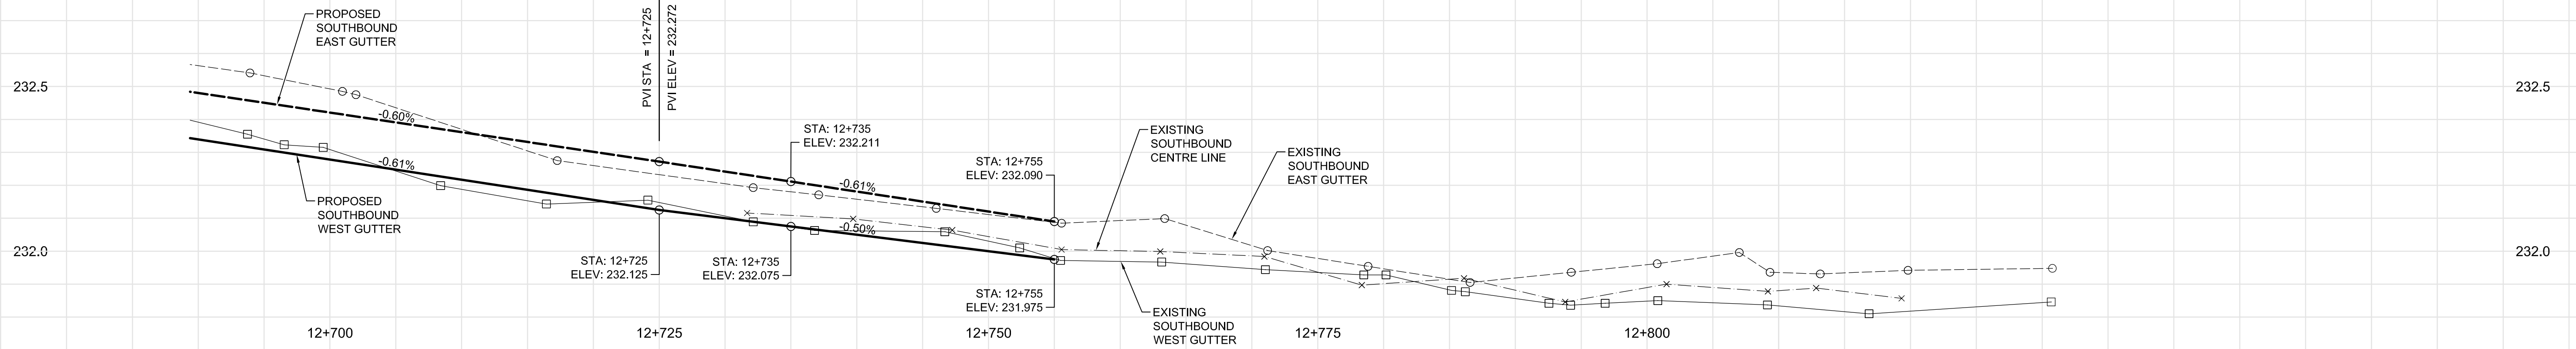 PROPOSED
SOUTHBOUND
EAST GUTTER
PVI STA = 12+725
PVI ELEV = 232.272
232.5
232.5
-0.60%
STA: 12+735
ELEV: 232.211
EXISTING
SOUTHBOUND
CENTRE LINE
STA: 12+755
ELEV: 232.090
EXISTING
SOUTHBOUND
EAST GUTTER
-0.61%
-0.61%
PROPOSED
SOUTHBOUND
WEST GUTTER
-0.50%
232.0
232.0
STA: 12+725
ELEV: 232.125
STA: 12+735
ELEV: 232.075
STA: 12+755
ELEV: 231.975
EXISTING
SOUTHBOUND
WEST GUTTER
12+700
12+725
12+750
12+775
12+800